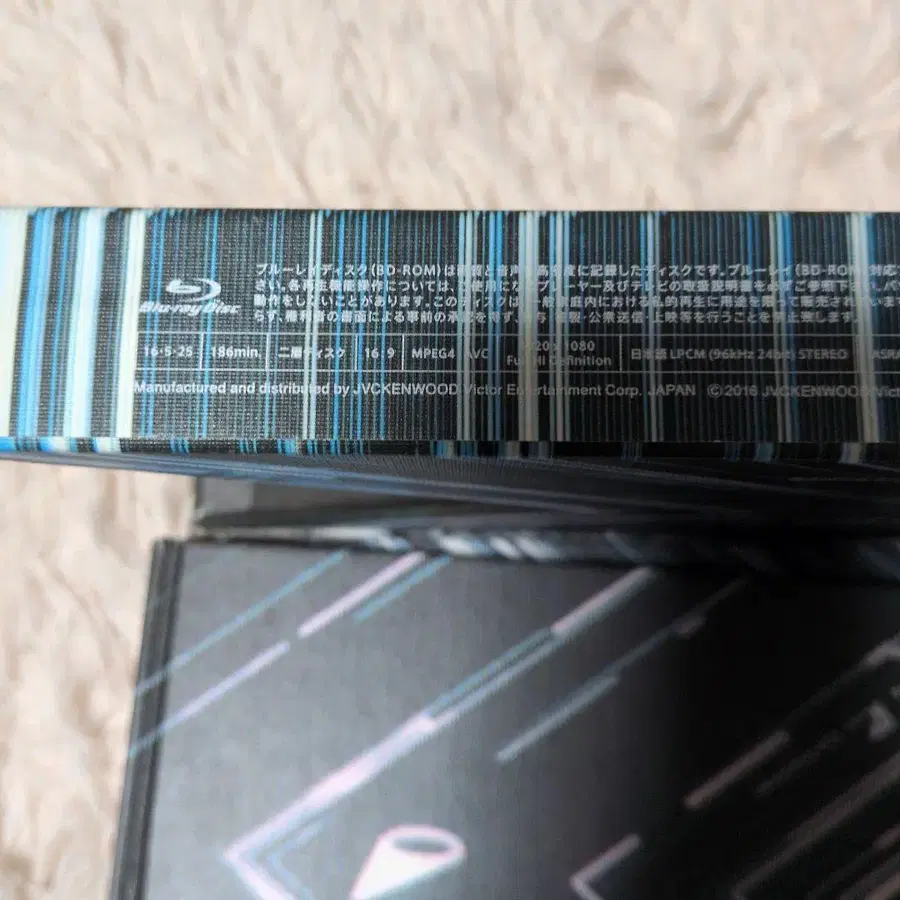 Blu-ray Disc
ブルーレイディスク(BD-ROM)は画質と音声を高密度に記録したディスクです。ブルーレイ(BD-ROM)対応
さい。各再生機能操作については、ご使用になるプレーヤー及びテレビの取扱説明書を必ずご参照下さい。
動作をしないことがあります。このディスクは一般家庭内における私的再生に用途を限って販売されています
らず、権利者の書面による事前の承認を得ず、複製・公衆送信・上映等を行うことを禁止致します。
16・5・25 186min. 二層ディスク 16:9 MPEG4 AVC 1080 Full HD Definition 日本語 LPCM (96kHz 24bit) STEREO
Manufactured and distributed by JVCKENWOOD Victor Entertainment Corp. JAPAN ©2016 JVCKENWOOD Victor